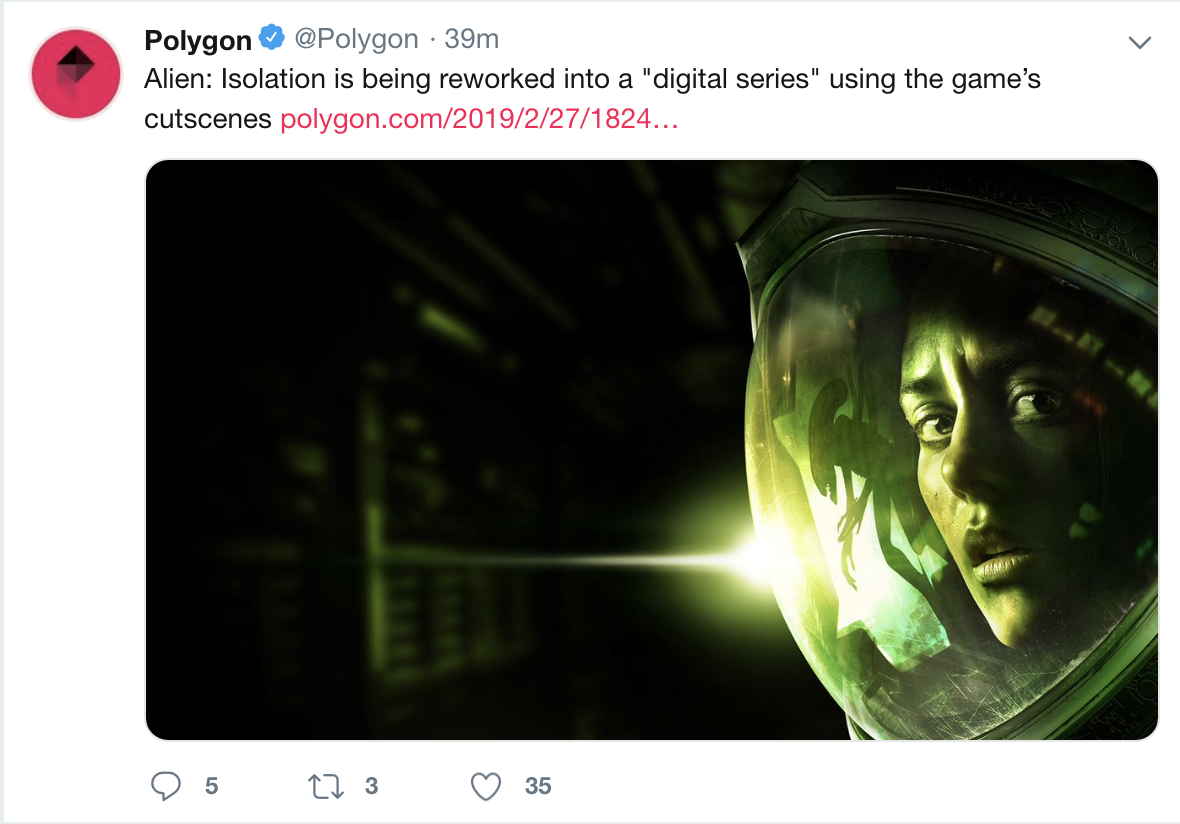 Polygon @Polygon · 39m
Alien: Isolation is being reworked into a "digital series" using the game’s
cutscenes polygon.com/2019/2/27/1824…
5 3 35